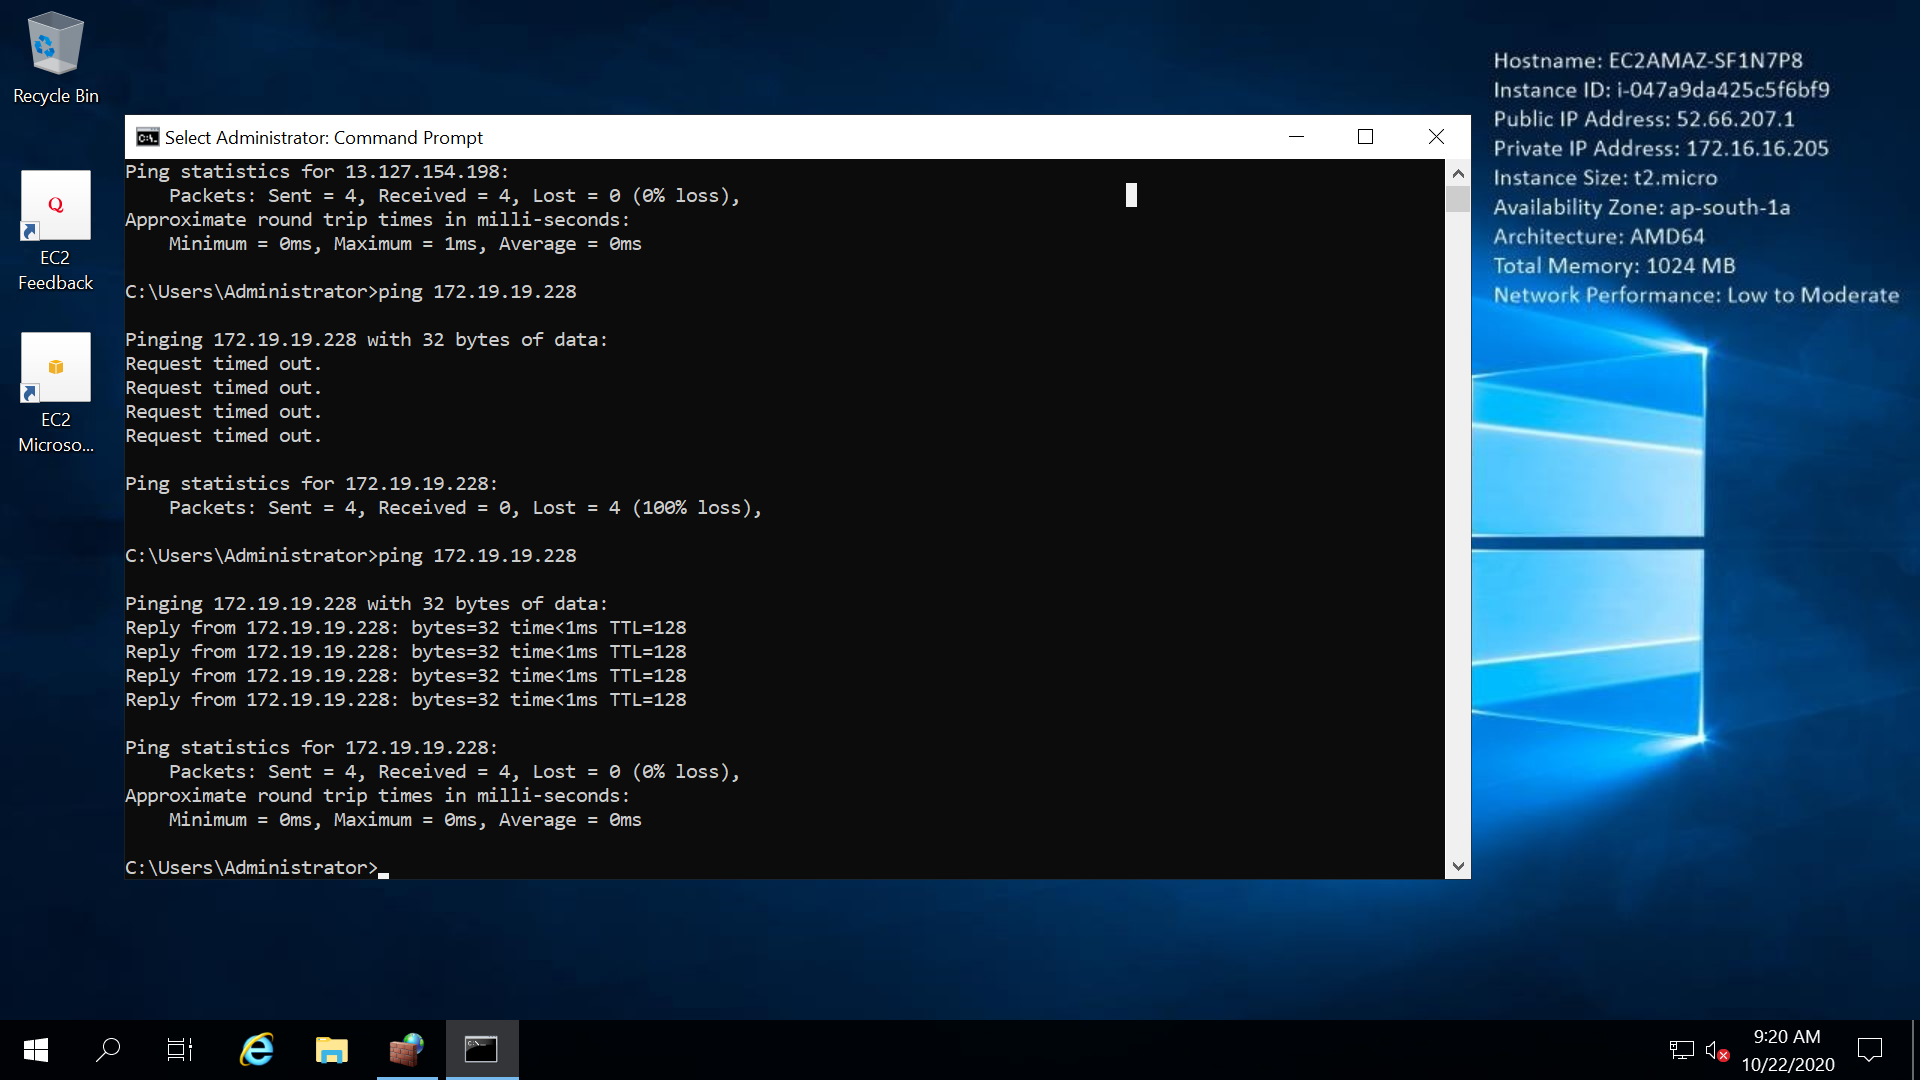 Recycle Bin
EC2
Feedback
EC2
Microso...
Hostname: EC2AMAZ-SF1N7P8
Instance ID: i-047a9da425c5f6bf9
Public IP Address: 52.66.207.1
Private IP Address: 172.16.16.205
Instance Size: t2.micro
Availability Zone: ap-south-1a
Architecture: AMD64
Total Memory: 1024 MB
Network Performance: Low to Moderate
Select Administrator: Command Prompt
Ping statistics for 13.127.154.198:
    Packets: Sent = 4, Received = 4, Lost = 0 (0% loss),
Approximate round trip times in milli-seconds:
    Minimum = 0ms, Maximum = 1ms, Average = 0ms
C:\Users\Administrator>ping 172.19.19.228
Pinging 172.19.19.228 with 32 bytes of data:
Request timed out.
Request timed out.
Request timed out.
Request timed out.
Ping statistics for 172.19.19.228:
    Packets: Sent = 4, Received = 0, Lost = 4 (100% loss),
C:\Users\Administrator>ping 172.19.19.228
Pinging 172.19.19.228 with 32 bytes of data:
Reply from 172.19.19.228: bytes=32 time<1ms TTL=128
Reply from 172.19.19.228: bytes=32 time<1ms TTL=128
Reply from 172.19.19.228: bytes=32 time<1ms TTL=128
Reply from 172.19.19.228: bytes=32 time<1ms TTL=128
Ping statistics for 172.19.19.228:
    Packets: Sent = 4, Received = 4, Lost = 0 (0% loss),
Approximate round trip times in milli-seconds:
    Minimum = 0ms, Maximum = 0ms, Average = 0ms
C:\Users\Administrator>
9:20 AM
10/22/2020